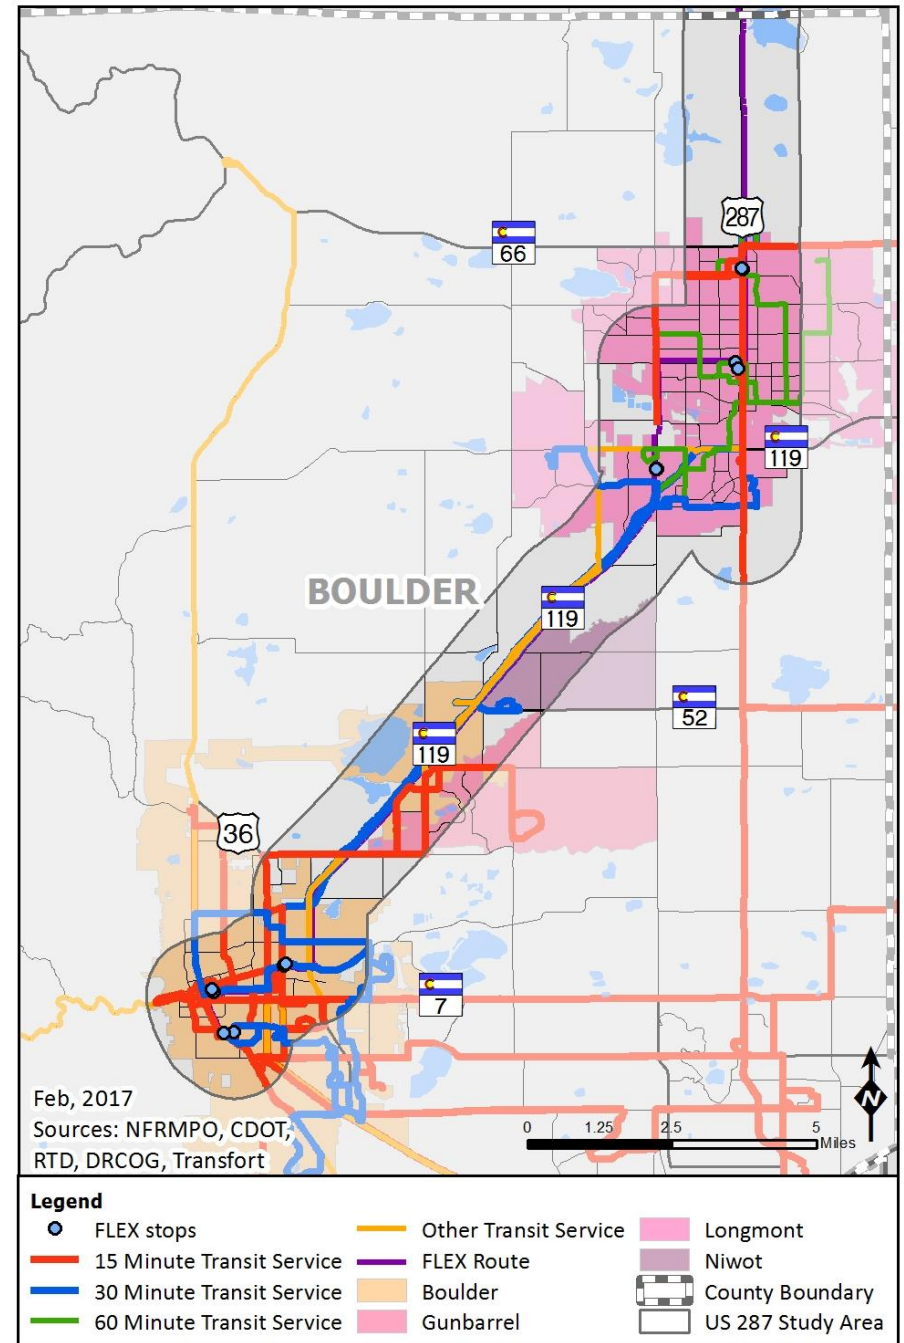 287
66
119
BOULDER
119
52
119
36
7
Feb, 2017
Sources: NFRMPO, CDOT,
RTD, DRCOG, Transfort
N
0 1.25 2.5 5
Miles
Legend
FLEX stops
15 Minute Transit Service
30 Minute Transit Service
60 Minute Transit Service
Other Transit Service
FLEX Route
Boulder
Gunbarrel
Longmont
Niwot
County Boundary
US 287 Study Area